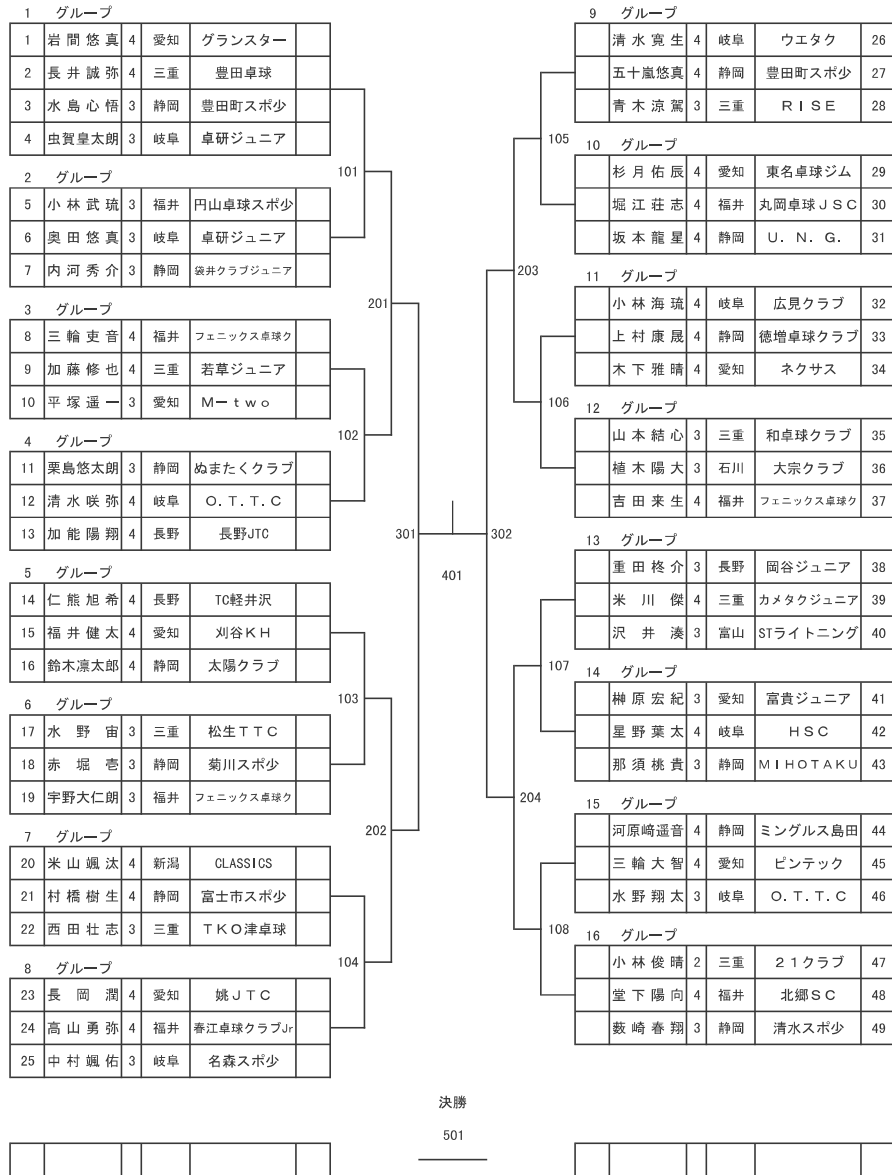 1 グループ
1 岩間悠真 4 愛知 グランスター
2 長井誠弥 4 三重 豊田卓球
3 水島心悟 3 静岡 豊田町スポ少
4 虫賀皇太朗 3 岐阜 卓研ジュニア
101
2 グループ
5 小林武琉 3 福井 円山卓球スポ少
6 奥田悠真 3 岐阜 卓研ジュニア
7 内河秀介 3 静岡 袋井クラブジュニア
201
3 グループ
8 三輪吏音 4 福井 フェニックス卓球ク
9 加藤修也 4 三重 若草ジュニア
10 平塚遥一 3 愛知 M-two
102
4 グループ
11 栗島悠太朗 3 静岡 ぬまたくクラブ
12 清水咲弥 4 岐阜 O.T.T.C
13 加能陽翔 4 長野 長野JTC
301
5 グループ
14 仁熊旭希 4 長野 TC軽井沢
15 福井健太 4 愛知 刈谷KH
16 鈴木凛太郎 4 静岡 太陽クラブ
103
6 グループ
17 水野宙 3 三重 松生TTC
18 赤堀壱 3 静岡 菊川スポ少
19 宇野大仁朗 3 福井 フェニックス卓球ク
202
7 グループ
20 米山颯汰 4 新潟 CLASSICS
21 村橋樹生 4 静岡 富士市スポ少
22 西田壮志 3 三重 TKO津卓球
104
8 グループ
23 長岡潤 4 愛知 姚JTC
24 高山勇弥 4 福井 春江卓球クラブJr
25 中村颯佑 3 岐阜 名森スポ少
401
9 グループ
清水寛生 4 岐阜 ウエタク 26
五十嵐悠真 4 静岡 豊田町スポ少 27
青木涼駕 3 三重 RISE 28
105
10 グループ
杉月佑辰 4 愛知 東名卓球ジム 29
堀江荘志 4 福井 丸岡卓球JSC 30
坂本龍星 4 静岡 U.N.G. 31
203
11 グループ
小林海琉 4 岐阜 広見クラブ 32
上村康晟 4 静岡 徳増卓球クラブ 33
木下雅晴 4 愛知 ネクサス 34
106
12 グループ
山本結心 3 三重 和卓球クラブ 35
植木陽大 3 石川 大宗クラブ 36
吉田来生 4 福井 フェニックス卓球ク 37
302
13 グループ
重田柊介 3 長野 岡谷ジュニア 38
米川傑 4 三重 カメタクジュニア 39
沢井湊 3 富山 STライトニング 40
107
14 グループ
榊原宏紀 3 愛知 富貴ジュニア 41
星野葉太 4 岐阜 HSC 42
那須桃貴 3 静岡 MIHOTAKU 43
204
15 グループ
河原﨑遥音 4 静岡 ミングルス島田 44
三輪大智 4 愛知 ピンテック 45
水野翔太 3 岐阜 O.T.T.C 46
108
16 グループ
小林俊晴 2 三重 21クラブ 47
堂下陽向 4 福井 北郷SC 48
藪崎春翔 3 静岡 清水スポ少 49
決勝
501